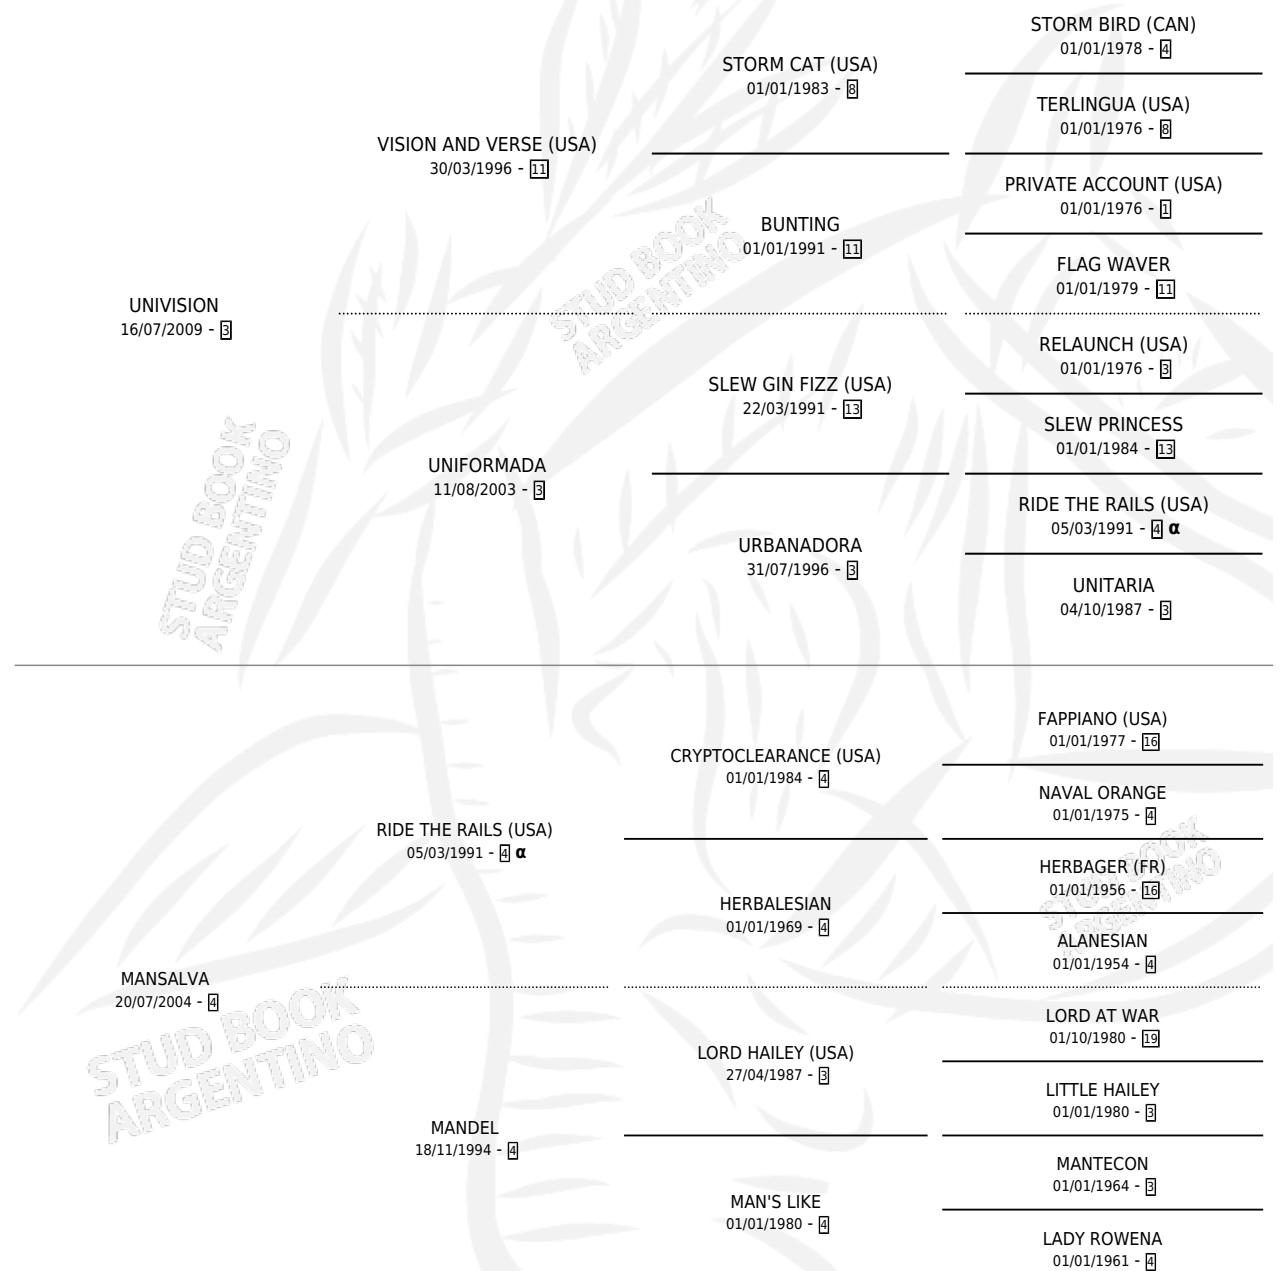 STORM BIRD (CAN)
01/01/1978 - 4
STORM CAT (USA)
01/01/1983 - 8
TERLINGUA (USA)
01/01/1976 - 8
VISION AND VERSE (USA)
30/03/1996 - 11
PRIVATE ACCOUNT (USA)
01/01/1976 - 1
BUNTING
01/01/1991 - 11
FLAG WAVER
01/01/1979 - 11
UNIVISION
16/07/2009 - 3
RELAUNCH (USA)
01/01/1976 - 3
SLEW GIN FIZZ (USA)
22/03/1991 - 13
SLEW PRINCESS
01/01/1984 - 13
UNIFORMADA
11/08/2003 - 3
RIDE THE RAILS (USA)
05/03/1991 - 4 α
URBANADORA
31/07/1996 - 3
UNITARIA
04/10/1987 - 3
STUD BOOK
ARGENTINO
STUD BOOK
ARGENTINO
FAPPIANO (USA)
01/01/1977 - 16
CRYPTOCLEARANCE (USA)
01/01/1984 - 4
NAVAL ORANGE
01/01/1975 - 4
RIDE THE RAILS (USA)
05/03/1991 - 4 α
HERBAGER (FR)
01/01/1956 - 16
HERBALESIAN
01/01/1969 - 4
ALANESIAN
01/01/1954 - 4
MANSALVA
20/07/2004 - 4
LORD AT WAR
01/10/1980 - 19
LORD HAILEY (USA)
27/04/1987 - 3
LITTLE HAILEY
01/01/1980 - 3
MANDEL
18/11/1994 - 4
MANTECON
01/01/1964 - 3
MAN'S LIKE
01/01/1980 - 4
LADY ROWENA
01/01/1961 - 4
STUD BOOK
ARGENTINO
STUD BOOK
ARGENTINO